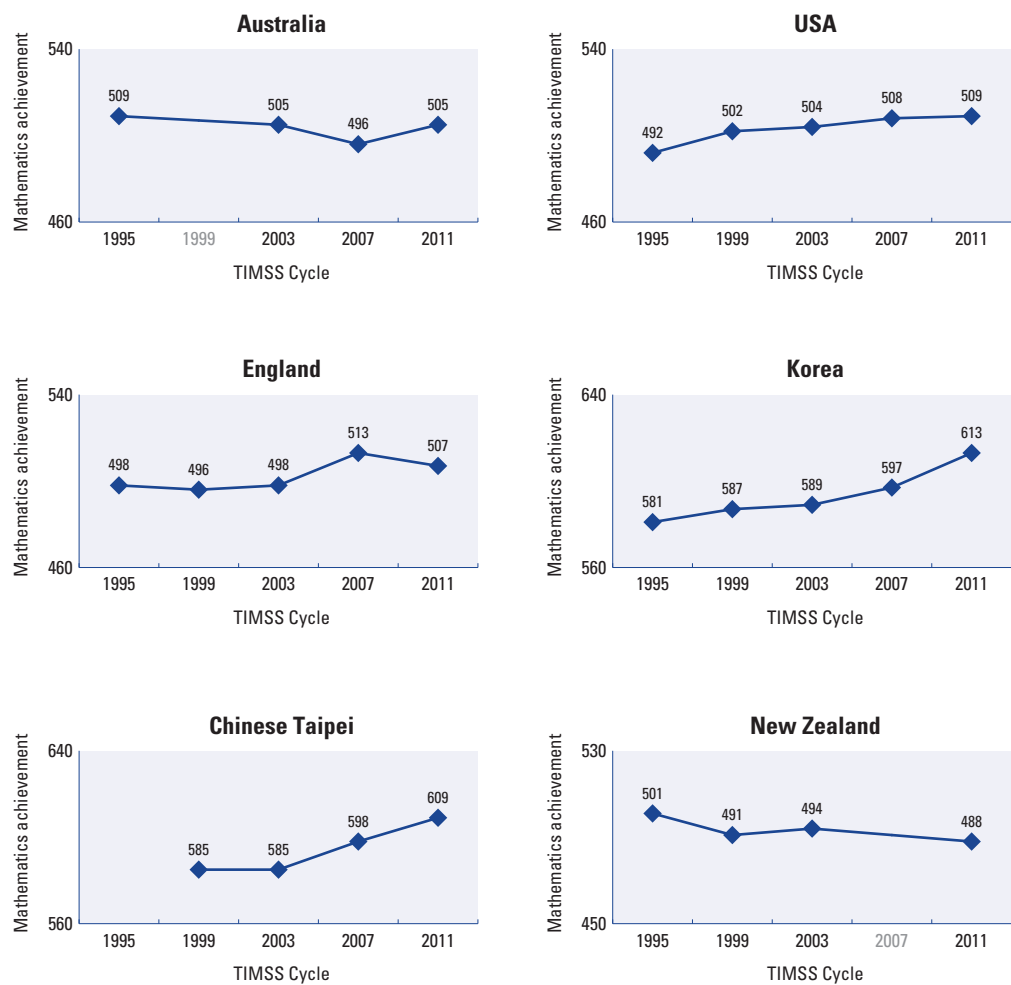 Australia
Mathematics achievement
540
460
509
505
496
505
1995 1999 2003 2007 2011
TIMSS Cycle
USA
Mathematics achievement
540
460
492
502
504
508
509
1995 1999 2003 2007 2011
TIMSS Cycle
England
Mathematics achievement
540
460
498
496
498
513
507
1995 1999 2003 2007 2011
TIMSS Cycle
Korea
Mathematics achievement
640
560
581
587
589
597
613
1995 1999 2003 2007 2011
TIMSS Cycle
Chinese Taipei
Mathematics achievement
640
560
585
585
598
609
1995 1999 2003 2007 2011
TIMSS Cycle
New Zealand
Mathematics achievement
530
450
501
491
494
488
1995 1999 2003 2007 2011
TIMSS Cycle